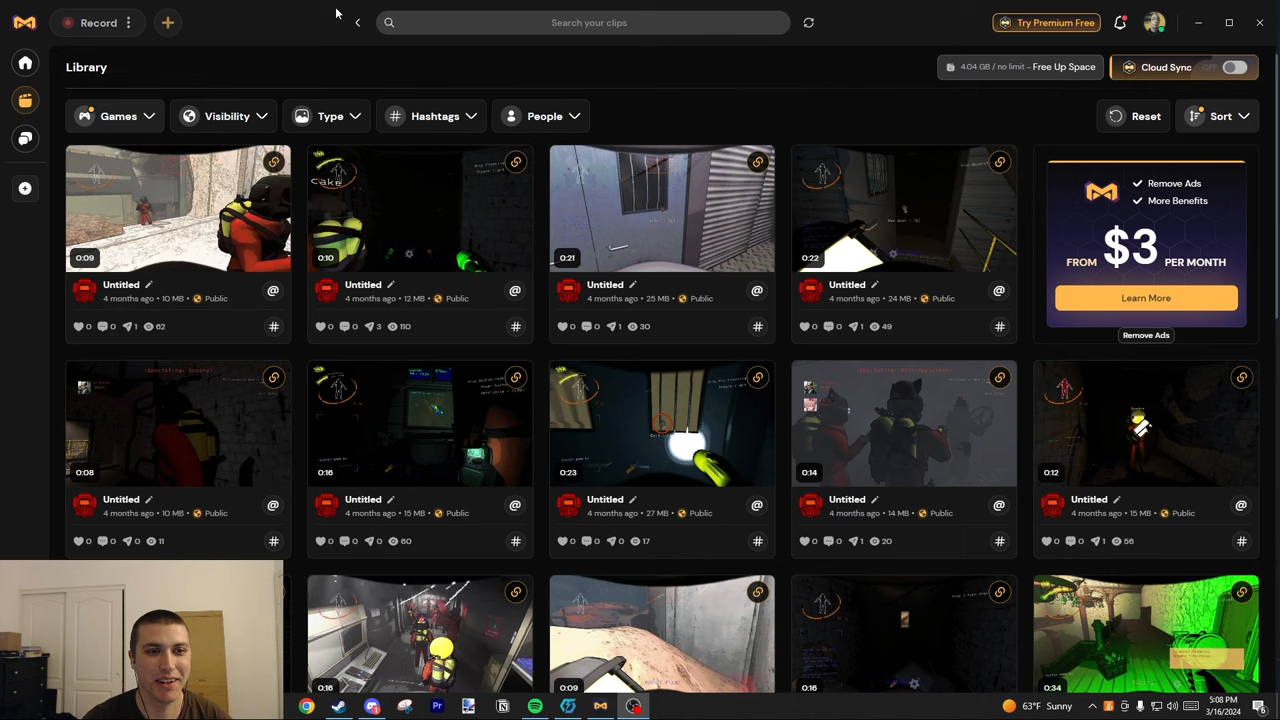 Record
Search your clips
Try Premium Free
Library
4.04 GB / no limit - Free Up Space
Cloud Sync
OFF
Games
Visibility
Type
Hashtags
People
Reset
Sort
0:09
Cake
0:10
0:21
0:22
Remove Ads
More Benefits
FROM $3 PER MONTH
Learn More
Remove Ads
Untitled
4 months ago • 10 MB • Public
0 0 1 62
Untitled
4 months ago • 12 MB • Public
0 0 3 110
Untitled
4 months ago • 25 MB • Public
0 0 1 30
Untitled
4 months ago • 24 MB • Public
0 0 1 49
0:08
0:16
0:23
0:14
0:12
Untitled
4 months ago • 10 MB • Public
0 0 0 11
Untitled
4 months ago • 15 MB • Public
0 0 0 60
Untitled
4 months ago • 27 MB • Public
0 0 0 17
Untitled
4 months ago • 14 MB • Public
0 0 1 20
Untitled
4 months ago • 15 MB • Public
0 0 1 56
0:16
0:09
0:16
0:34
Pr
N
63°F Sunny
5:08 PM
3/16/2024
6